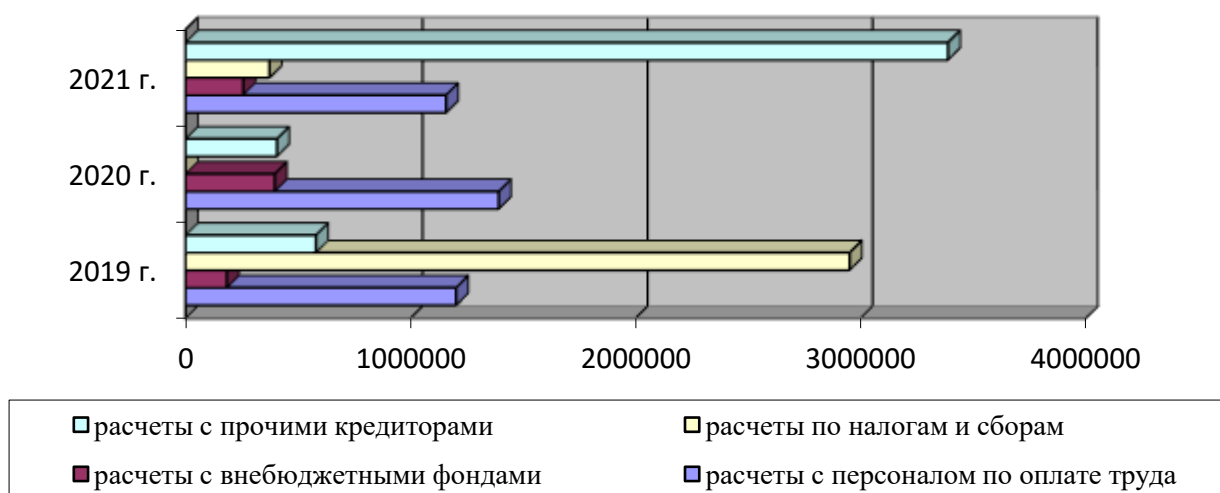 2021 г.
2020 г.
2019 г.
0 1000000 2000000 3000000 4000000
расчеты с прочими кредиторами расчеты по налогам и сборам
расчеты с внебюджетными фондами расчеты с персоналом по оплате труда